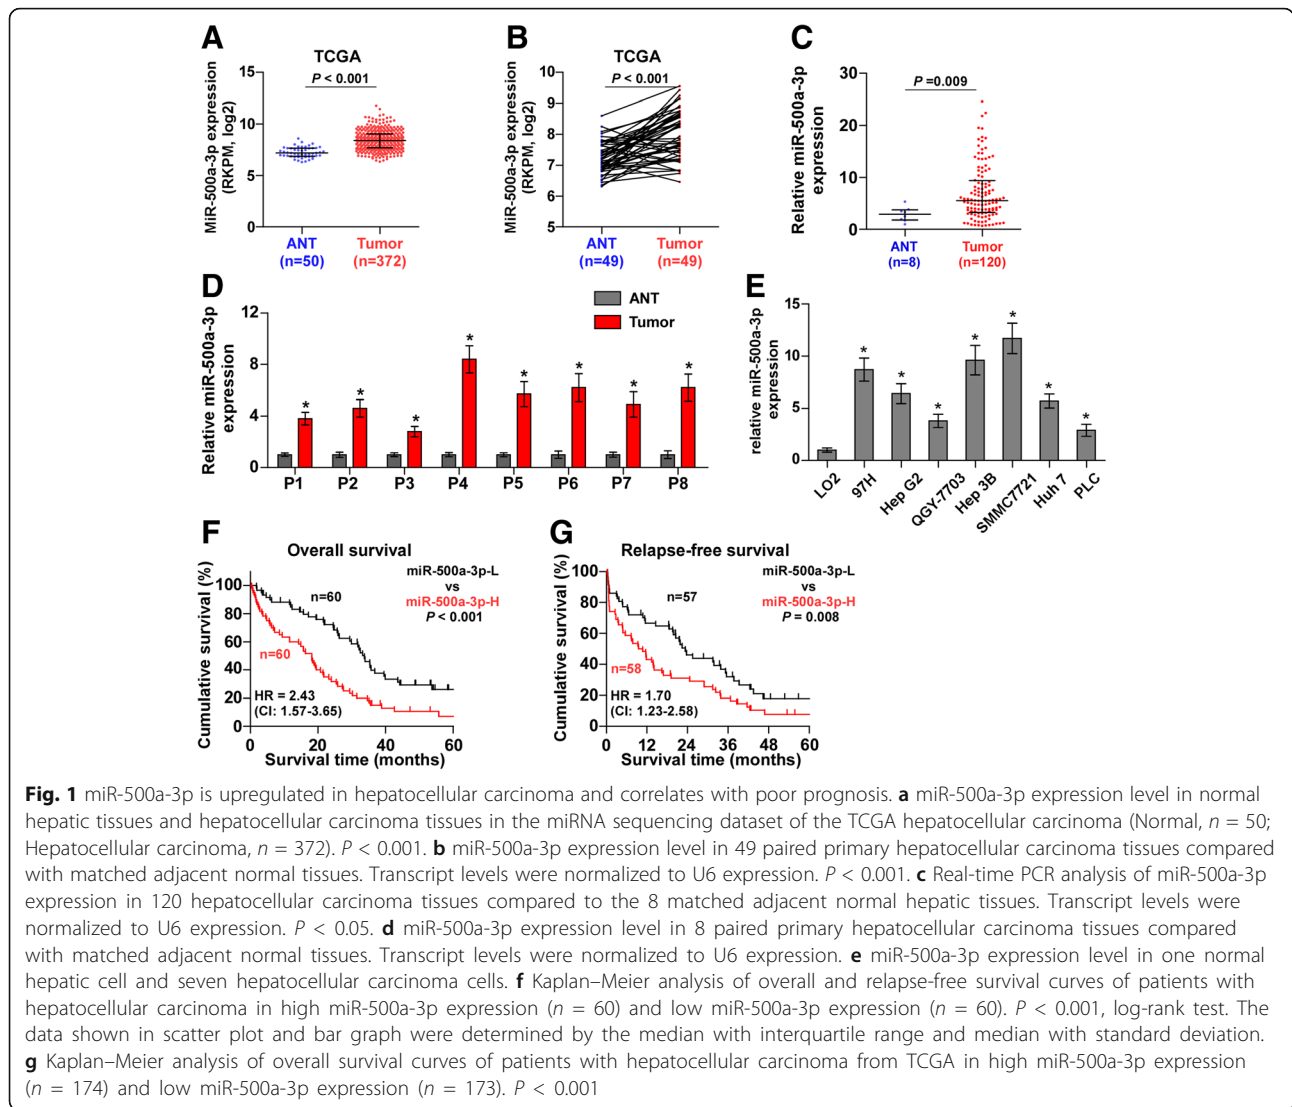 A
TCGA
P < 0.001
MiR-500a-3p expression
(RKPM, log2)
15
10
5
0
ANT
(n=50)
Tumor
(n=372)
B
TCGA
P < 0.001
MiR-500a-3p expression
(RKPM, log2)
10
9
8
7
6
5
ANT
(n=49)
Tumor
(n=49)
C
P =0.009
Relative miR-500a-3p
expression
30
20
10
0
ANT
(n=8)
Tumor
(n=120)
D
ANT
Tumor
Relative miR-500a-3p
expression
12
8
4
0
* * * * * * * *
P1 P2 P3 P4 P5 P6 P7 P8
E
relative miR-500a-3p
expression
15
10
5
0
* * * * * * *
LO2 97H Hep G2 QGY-7703 Hep 3B SMMC7721 Huh 7 PLC
F
Overall survival
Cumulative survival (%)
100
80
60
40
20
0
n=60
miR-500a-3p-L
vs
miR-500a-3p-H
P < 0.001
n=60
HR = 2.43
(CI: 1.57-3.65)
0 20 40 60
Survival time (months)
G
Relapse-free survival
Cumulative survival (%)
100
80
60
40
20
0
n=57
miR-500a-3p-L
vs
miR-500a-3p-H
P = 0.008
n=58
HR = 1.70
(CI: 1.23-2.58)
0 12 24 36 48 60
Survival time (months)
Fig. 1 miR-500a-3p is upregulated in hepatocellular carcinoma and correlates with poor prognosis. a miR-500a-3p expression level in normal
hepatic tissues and hepatocellular carcinoma tissues in the miRNA sequencing dataset of the TCGA hepatocellular carcinoma (Normal, n = 50;
Hepatocellular carcinoma, n = 372). P < 0.001. b miR-500a-3p expression level in 49 paired primary hepatocellular carcinoma tissues compared
with matched adjacent normal tissues. Transcript levels were normalized to U6 expression. P < 0.001. c Real-time PCR analysis of miR-500a-3p
expression in 120 hepatocellular carcinoma tissues compared to the 8 matched adjacent normal hepatic tissues. Transcript levels were
normalized to U6 expression. P < 0.05. d miR-500a-3p expression level in 8 paired primary hepatocellular carcinoma tissues compared
with matched adjacent normal tissues. Transcript levels were normalized to U6 expression. e miR-500a-3p expression level in one normal
hepatic cell and seven hepatocellular carcinoma cells. f Kaplan–Meier analysis of overall and relapse-free survival curves of patients with
hepatocellular carcinoma in high miR-500a-3p expression (n = 60) and low miR-500a-3p expression (n = 60). P < 0.001, log-rank test. The
data shown in scatter plot and bar graph were determined by the median with interquartile range and median with standard deviation.
g Kaplan–Meier analysis of overall survival curves of patients with hepatocellular carcinoma from TCGA in high miR-500a-3p expression
(n = 174) and low miR-500a-3p expression (n = 173). P < 0.001